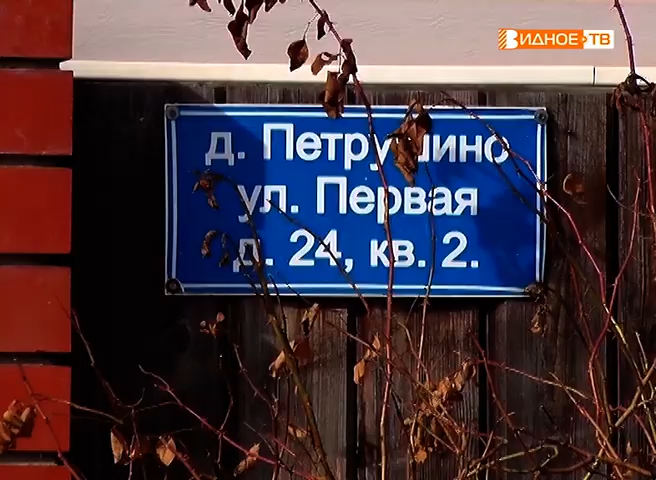 ВИДНОЕ ТВ
д. Петрушино
ул. Первая
д. 24, кв. 2.